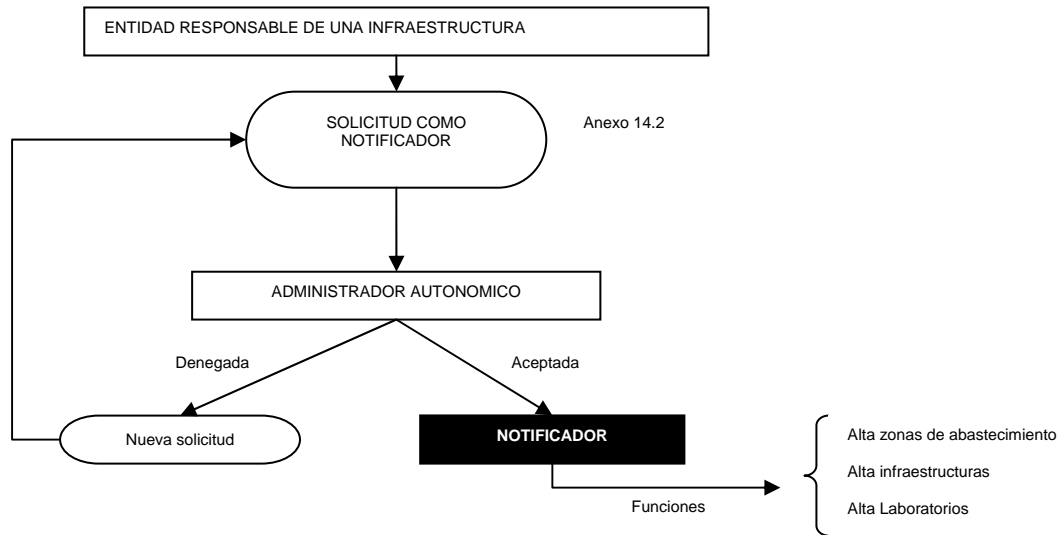 ENTIDAD RESPONSABLE DE UNA INFRAESTRUCTURA
SOLICITUD COMO
NOTIFICADOR
Anexo 14.2
ADMINISTRADOR AUTONOMICO
Denegada
Aceptada
Nueva solicitud
NOTIFICADOR
Funciones
Alta zonas de abastecimiento
Alta infraestructuras
Alta Laboratorios